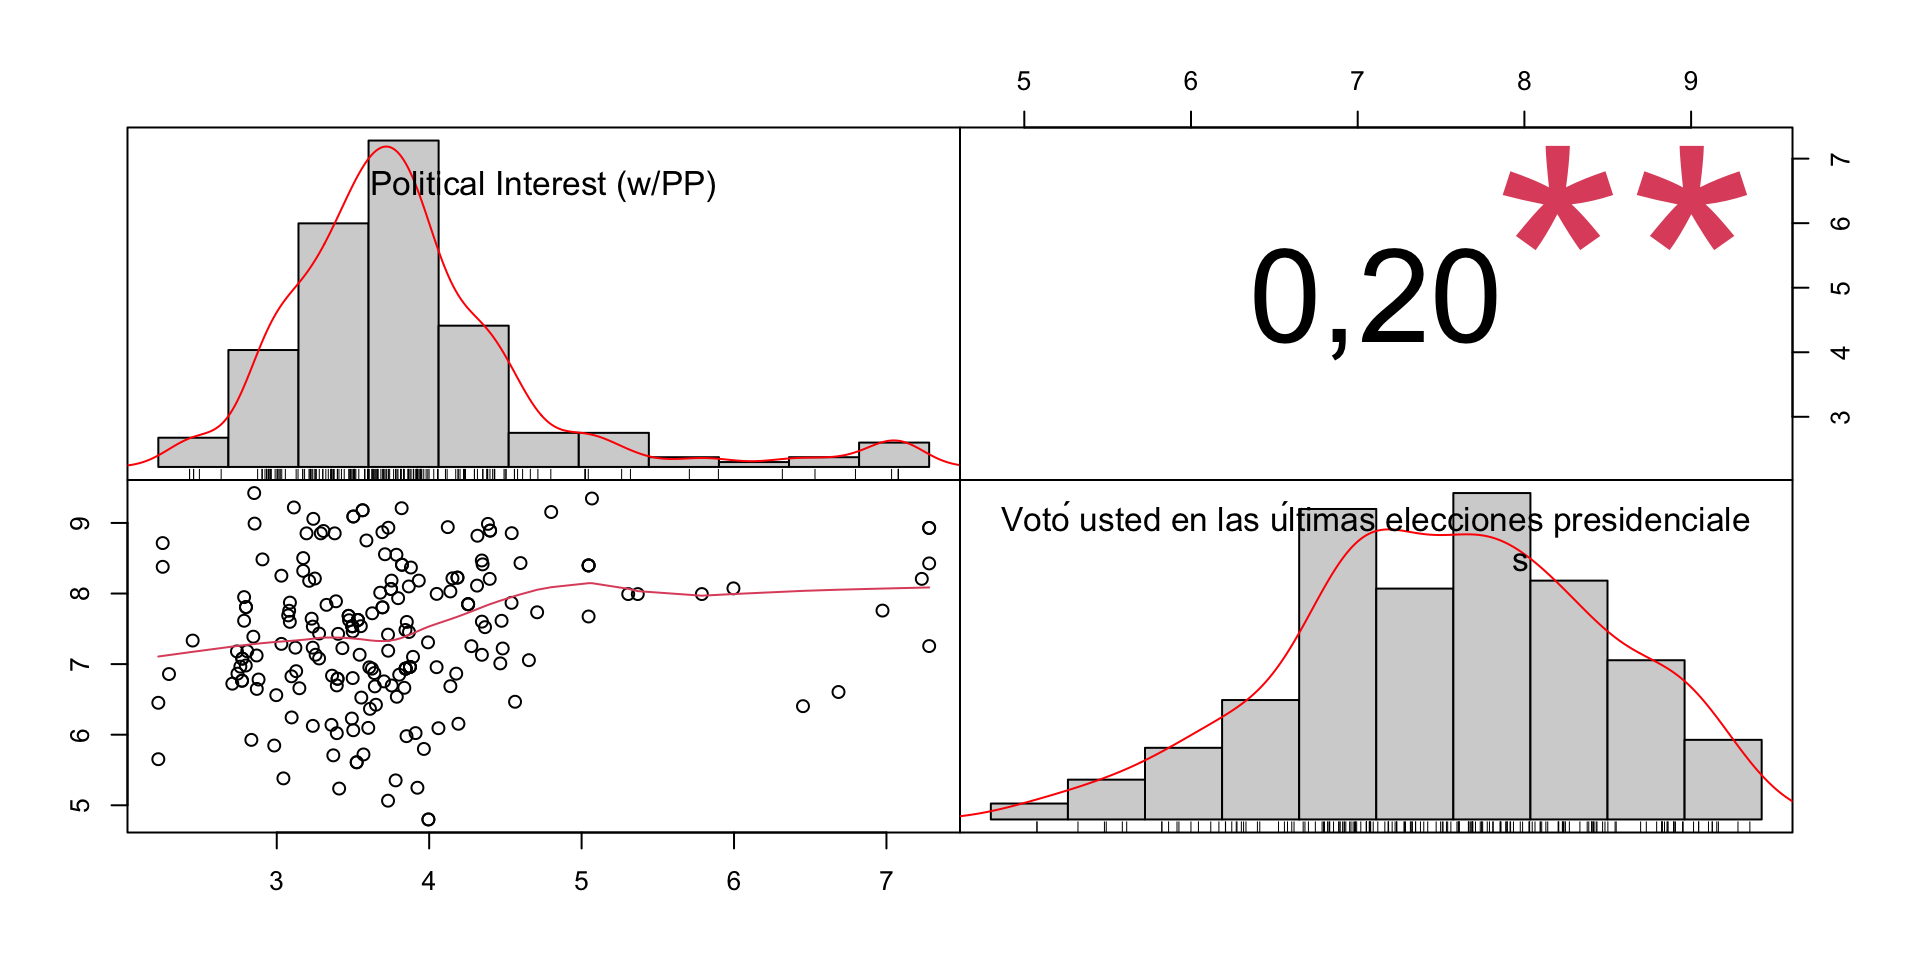 5 6 7 8 9
Political Interest (w/PP)
0,20**
7
6
5
4
3
Votó usted en las últimas elecciones presidenciale
s
9
8
7
6
5
3 4 5 6 7